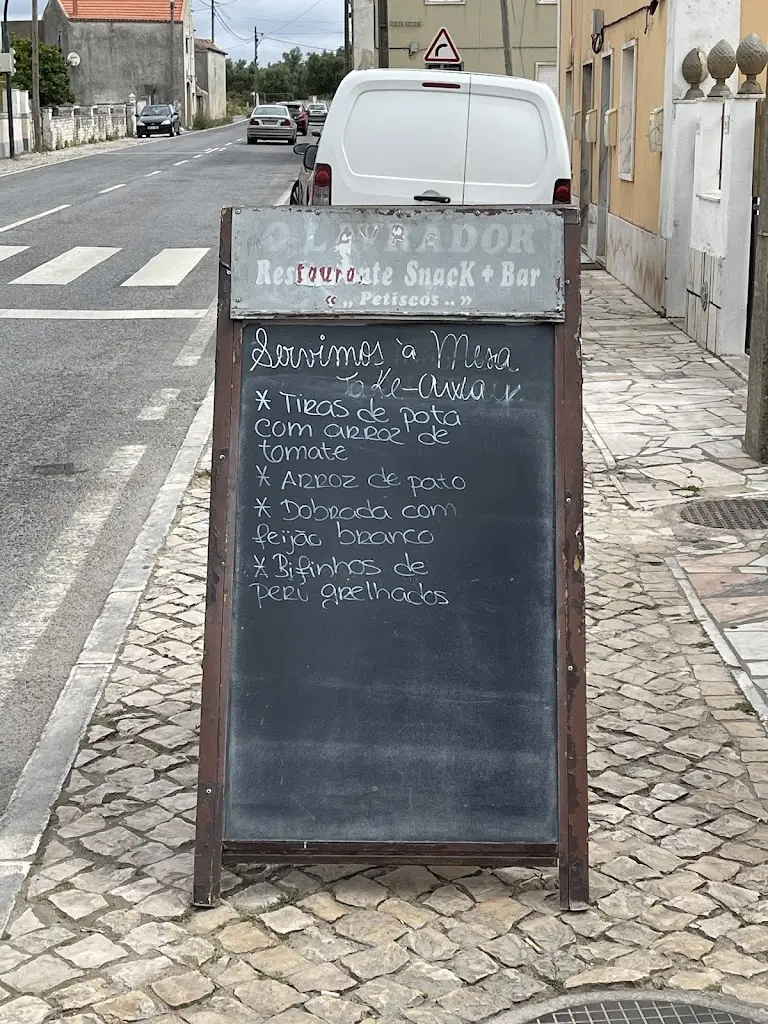 O LAVRADOR
Restaurante SnacK + Bar
« „ Petiscos .. »
Servimos à Mesa
Take-away
* Tiras de pota
com arroz de
tomate
* Arroz de pato
* Dobrada com
feijão branco
* Bifinhos de
peru grelhados